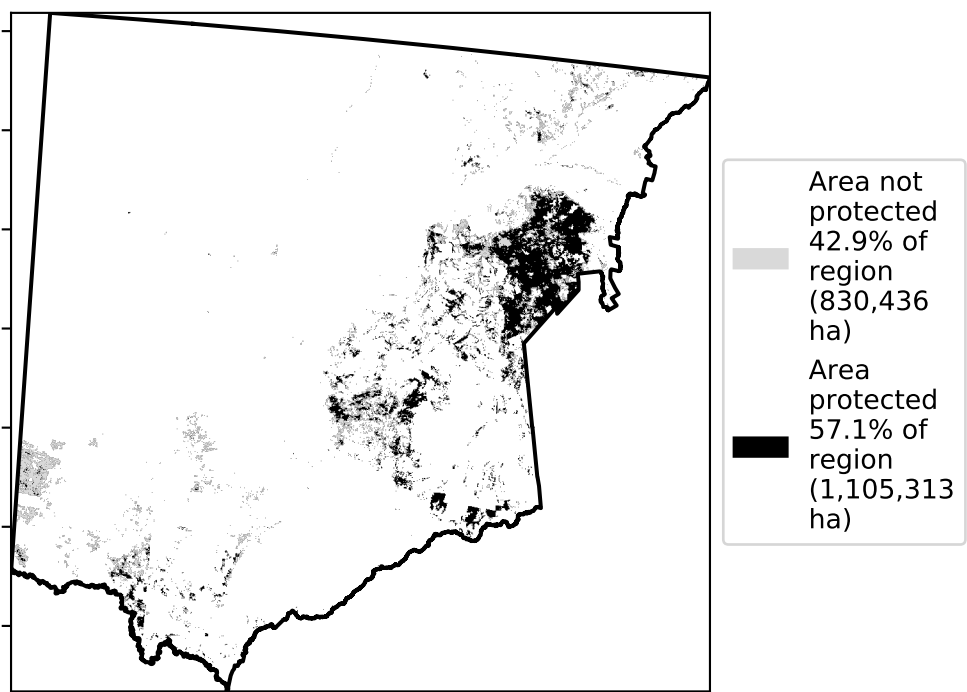 Area not
protected
42.9% of
region
(830,436
ha)
Area
protected
57.1% of
region
(1,105,313
ha)